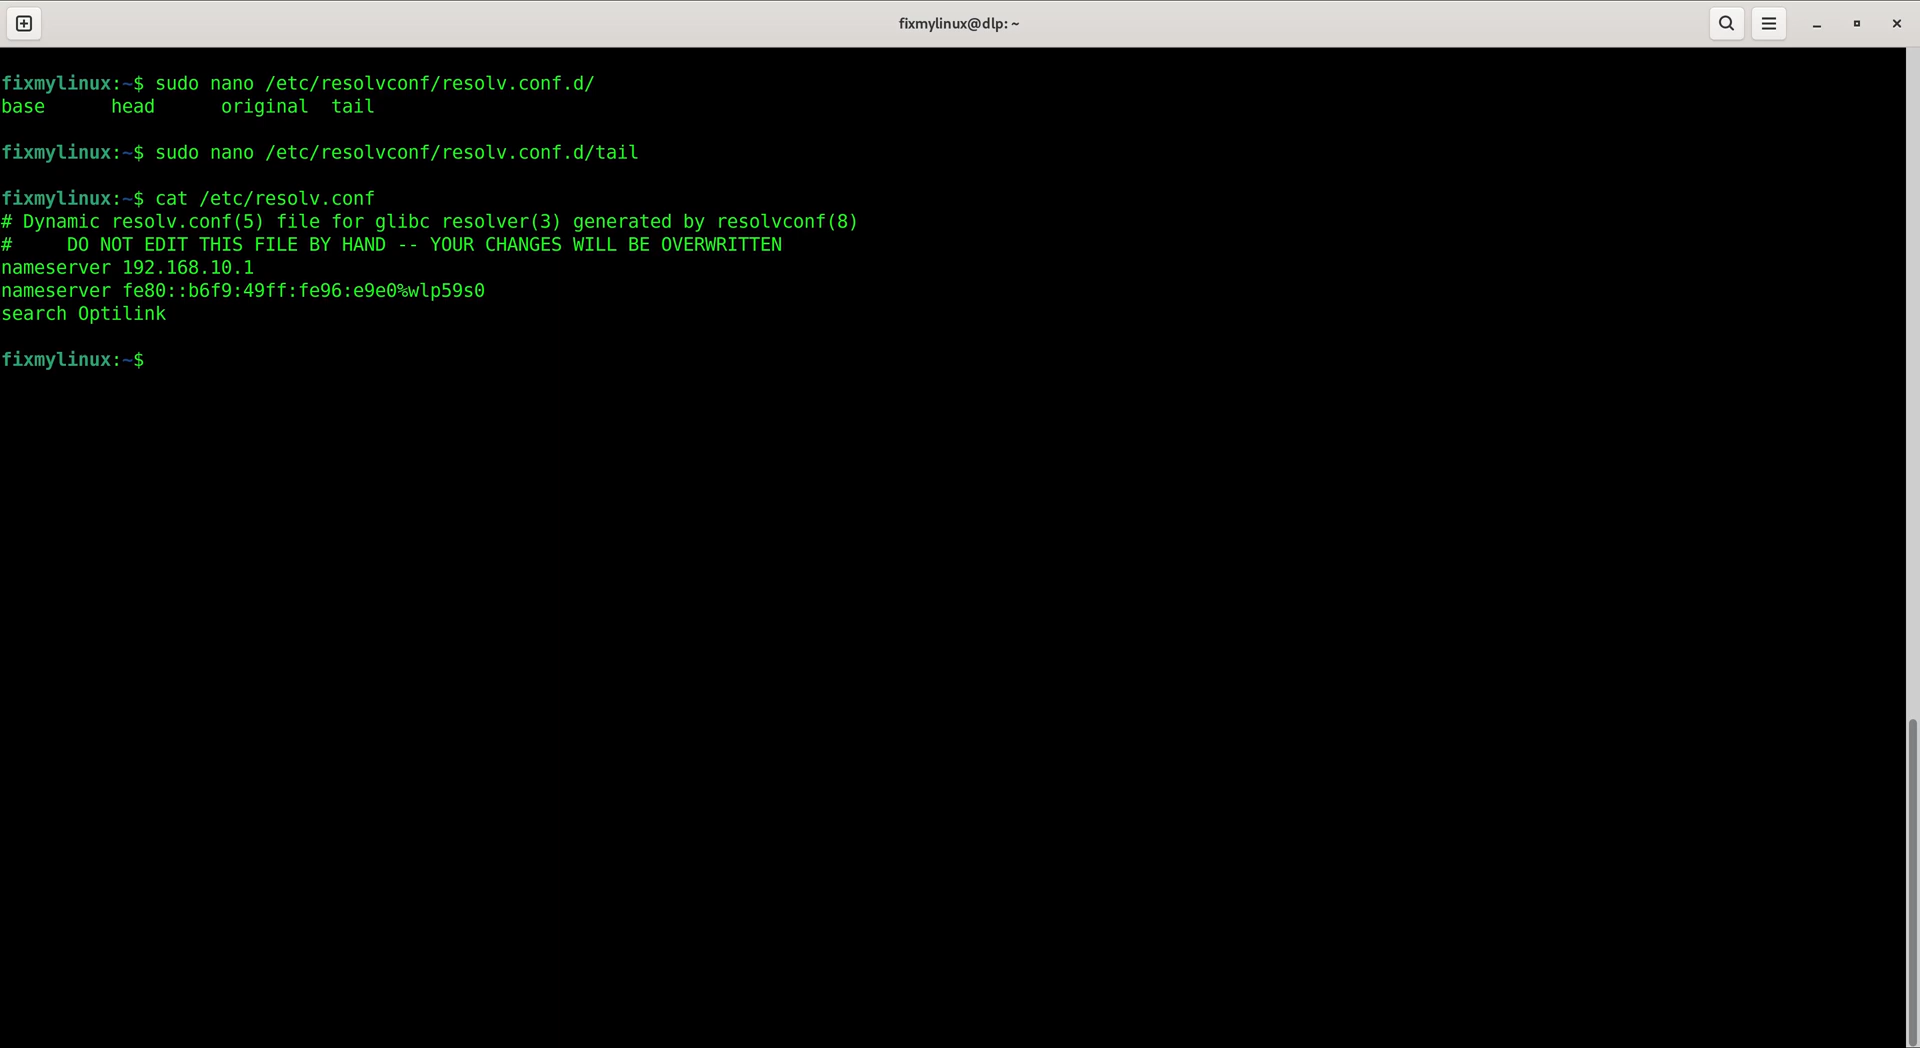 fixmylinux@dlp: ~
fixmylinux:~$ sudo nano /etc/resolvconf/resolv.conf.d/
base      head      original  tail
fixmylinux:~$ sudo nano /etc/resolvconf/resolv.conf.d/tail
fixmylinux:~$ cat /etc/resolv.conf
# Dynamic resolv.conf(5) file for glibc resolver(3) generated by resolvconf(8)
#     DO NOT EDIT THIS FILE BY HAND -- YOUR CHANGES WILL BE OVERWRITTEN
nameserver 192.168.10.1
nameserver fe80::b6f9:49ff:fe96:e9e0%wlp59s0
search Optilink
fixmylinux:~$